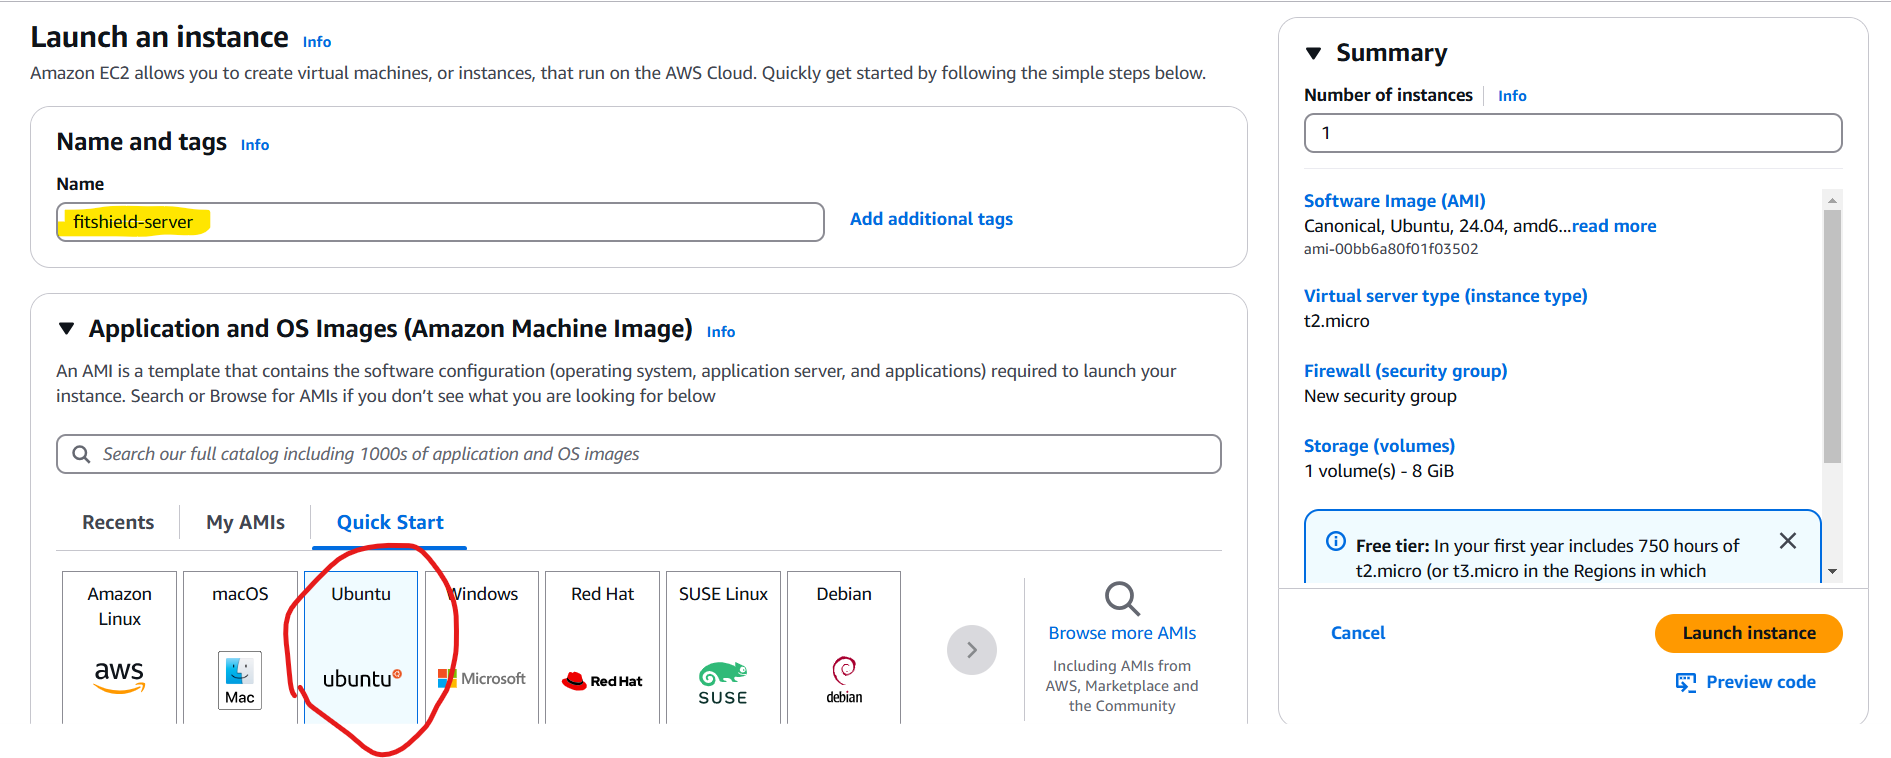 Launch an instance Info
Amazon EC2 allows you to create virtual machines, or instances, that run on the AWS Cloud. Quickly get started by following the simple steps below.
Name and tags Info
Name
fitshield-server
Add additional tags
Application and OS Images (Amazon Machine Image) Info
An AMI is a template that contains the software configuration (operating system, application server, and applications) required to launch your
instance. Search or Browse for AMIs if you don’t see what you are looking for below
Search our full catalog including 1000s of application and OS images
Recents
My AMIs
Quick Start
Amazon
Linux
aws
macOS
Mac
Ubuntu
ubuntu
Windows
Microsoft
Red Hat
Red Hat
SUSE Linux
SUSE
Debian
debian
Browse more AMIs
Including AMIs from
AWS, Marketplace and
the Community
Summary
Number of instances Info
1
Software Image (AMI)
Canonical, Ubuntu, 24.04, amd6...read more
ami-00bb6a80f01f03502
Virtual server type (instance type)
t2.micro
Firewall (security group)
New security group
Storage (volumes)
1 volume(s) - 8 GiB
Free tier: In your first year includes 750 hours of
t2.micro (or t3.micro in the Regions in which
Cancel
Launch instance
Preview code